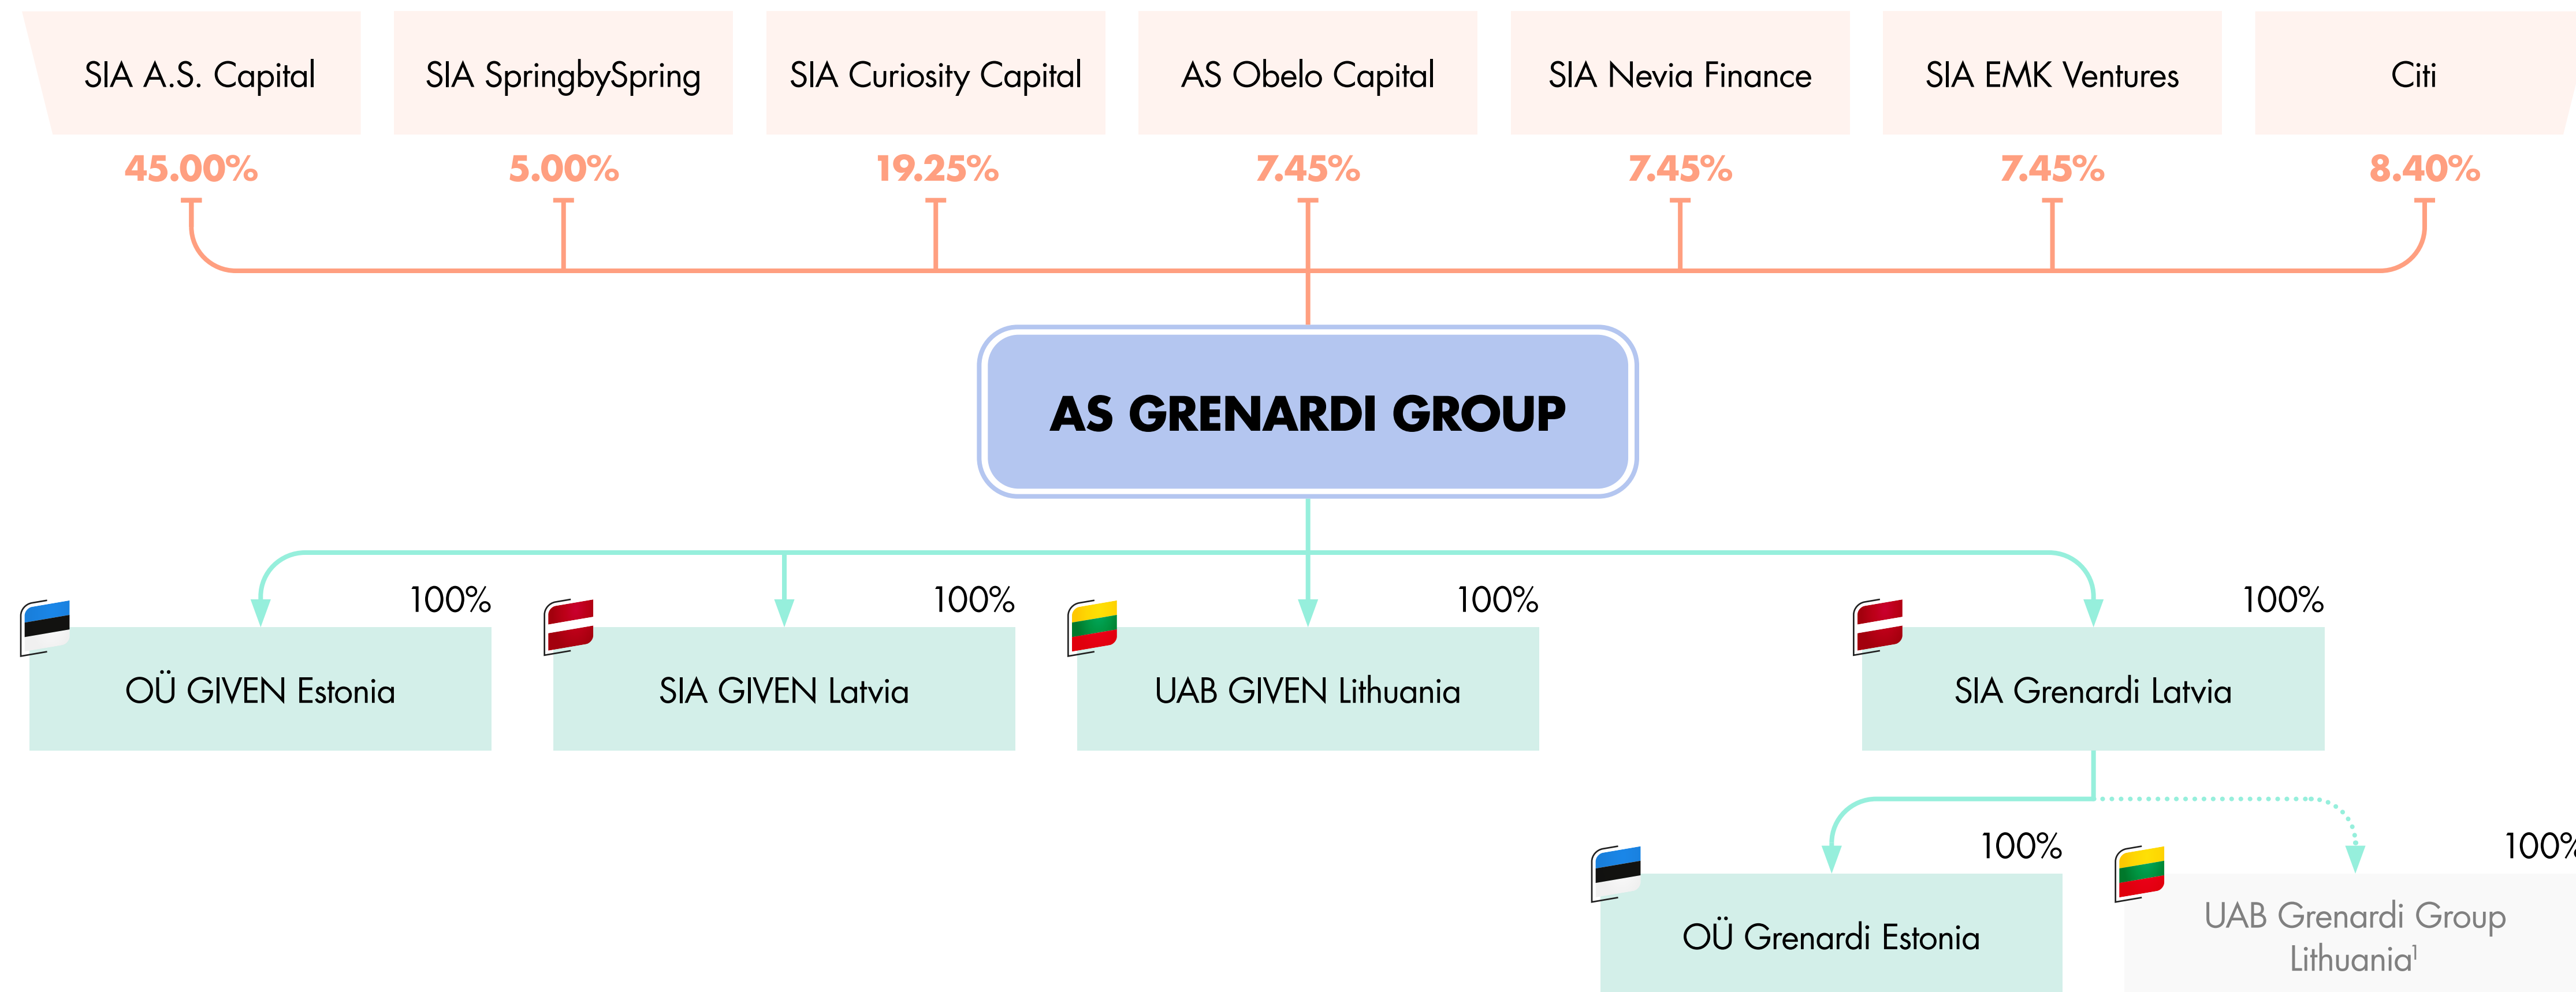 SIA A.S. Capital
SIA SpringbySpring
SIA Curiosity Capital
AS Obelo Capital
SIA Nevia Finance
SIA EMK Ventures
Citi
45.00%
5.00%
19.25%
7.45%
7.45%
7.45%
8.40%
AS GRENARDI GROUP
100%
100%
100%
100%
OÜ GIVEN Estonia
SIA GIVEN Latvia
UAB GIVEN Lithuania
SIA Grenardi Latvia
100%
100%
OÜ Grenardi Estonia
UAB Grenardi Group
Lithuania¹